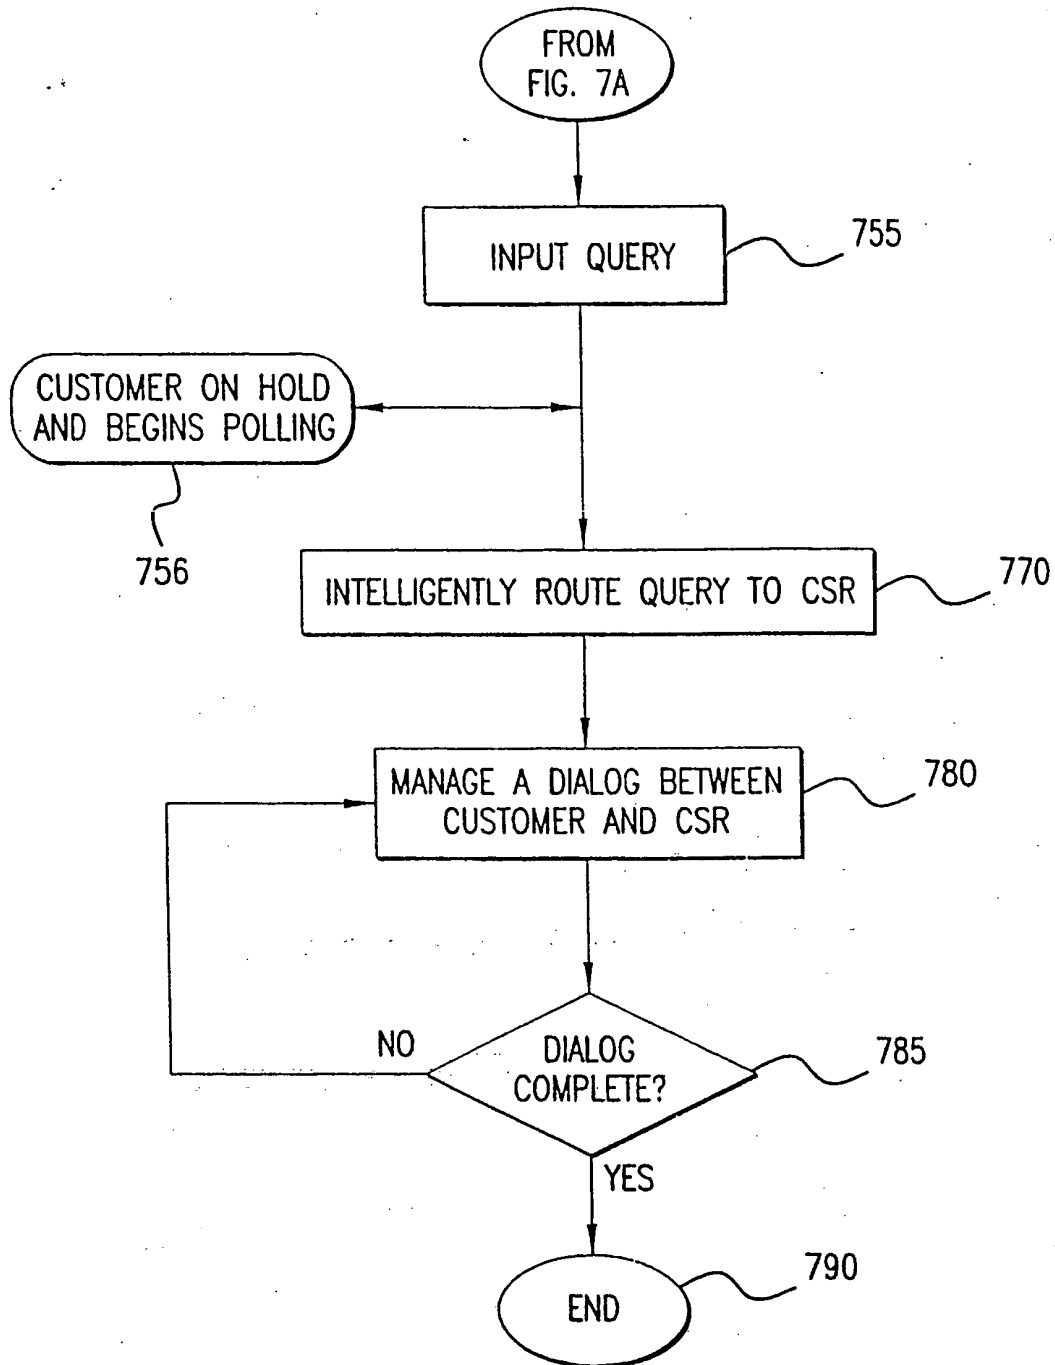 FROM
FIG. 7A
INPUT QUERY
755
CUSTOMER ON HOLD
AND BEGINS POLLING
756
INTELLIGENTLY ROUTE QUERY TO CSR
770
MANAGE A DIALOG BETWEEN
CUSTOMER AND CSR
780
NO
DIALOG
COMPLETE?
785
YES
END
790